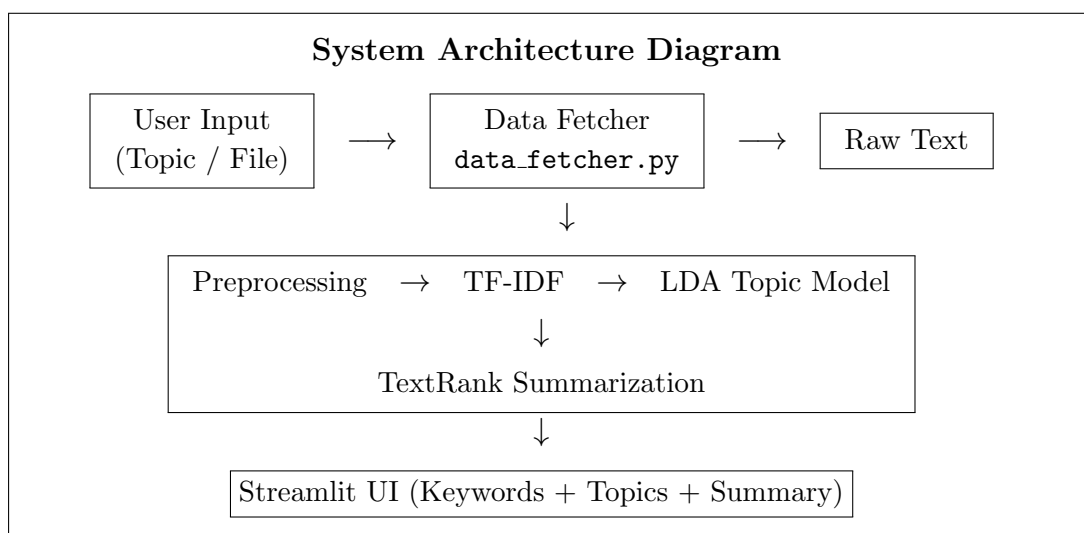 System Architecture Diagram
User Input
(Topic / File)
→
Data Fetcher
data_fetcher.py
→
Raw Text
↓
Preprocessing → TF-IDF → LDA Topic Model
↓
TextRank Summarization
↓
Streamlit UI (Keywords + Topics + Summary)